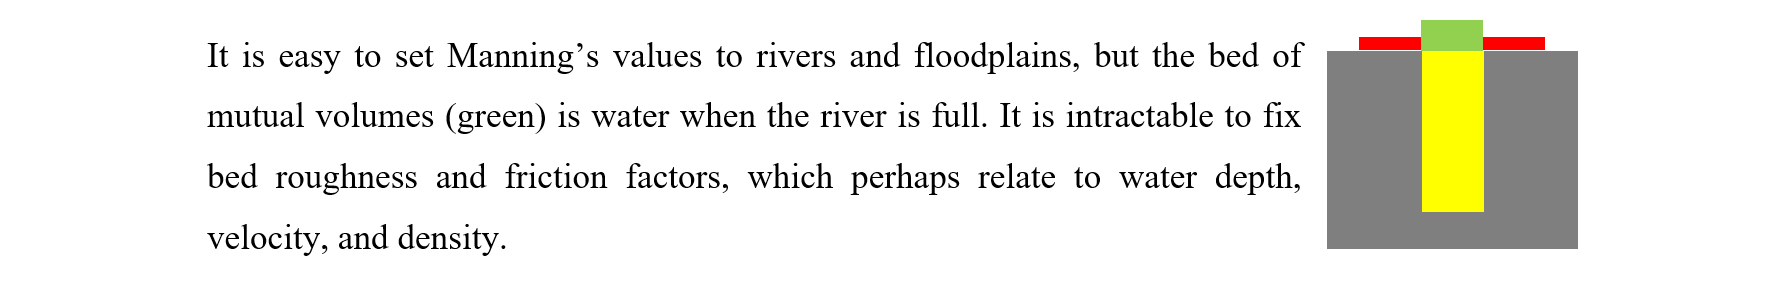 It is easy to set Manning’s values to rivers and floodplains, but the bed of
mutual volumes (green) is water when the river is full. It is intractable to fix
bed roughness and friction factors, which perhaps relate to water depth,
velocity, and density.